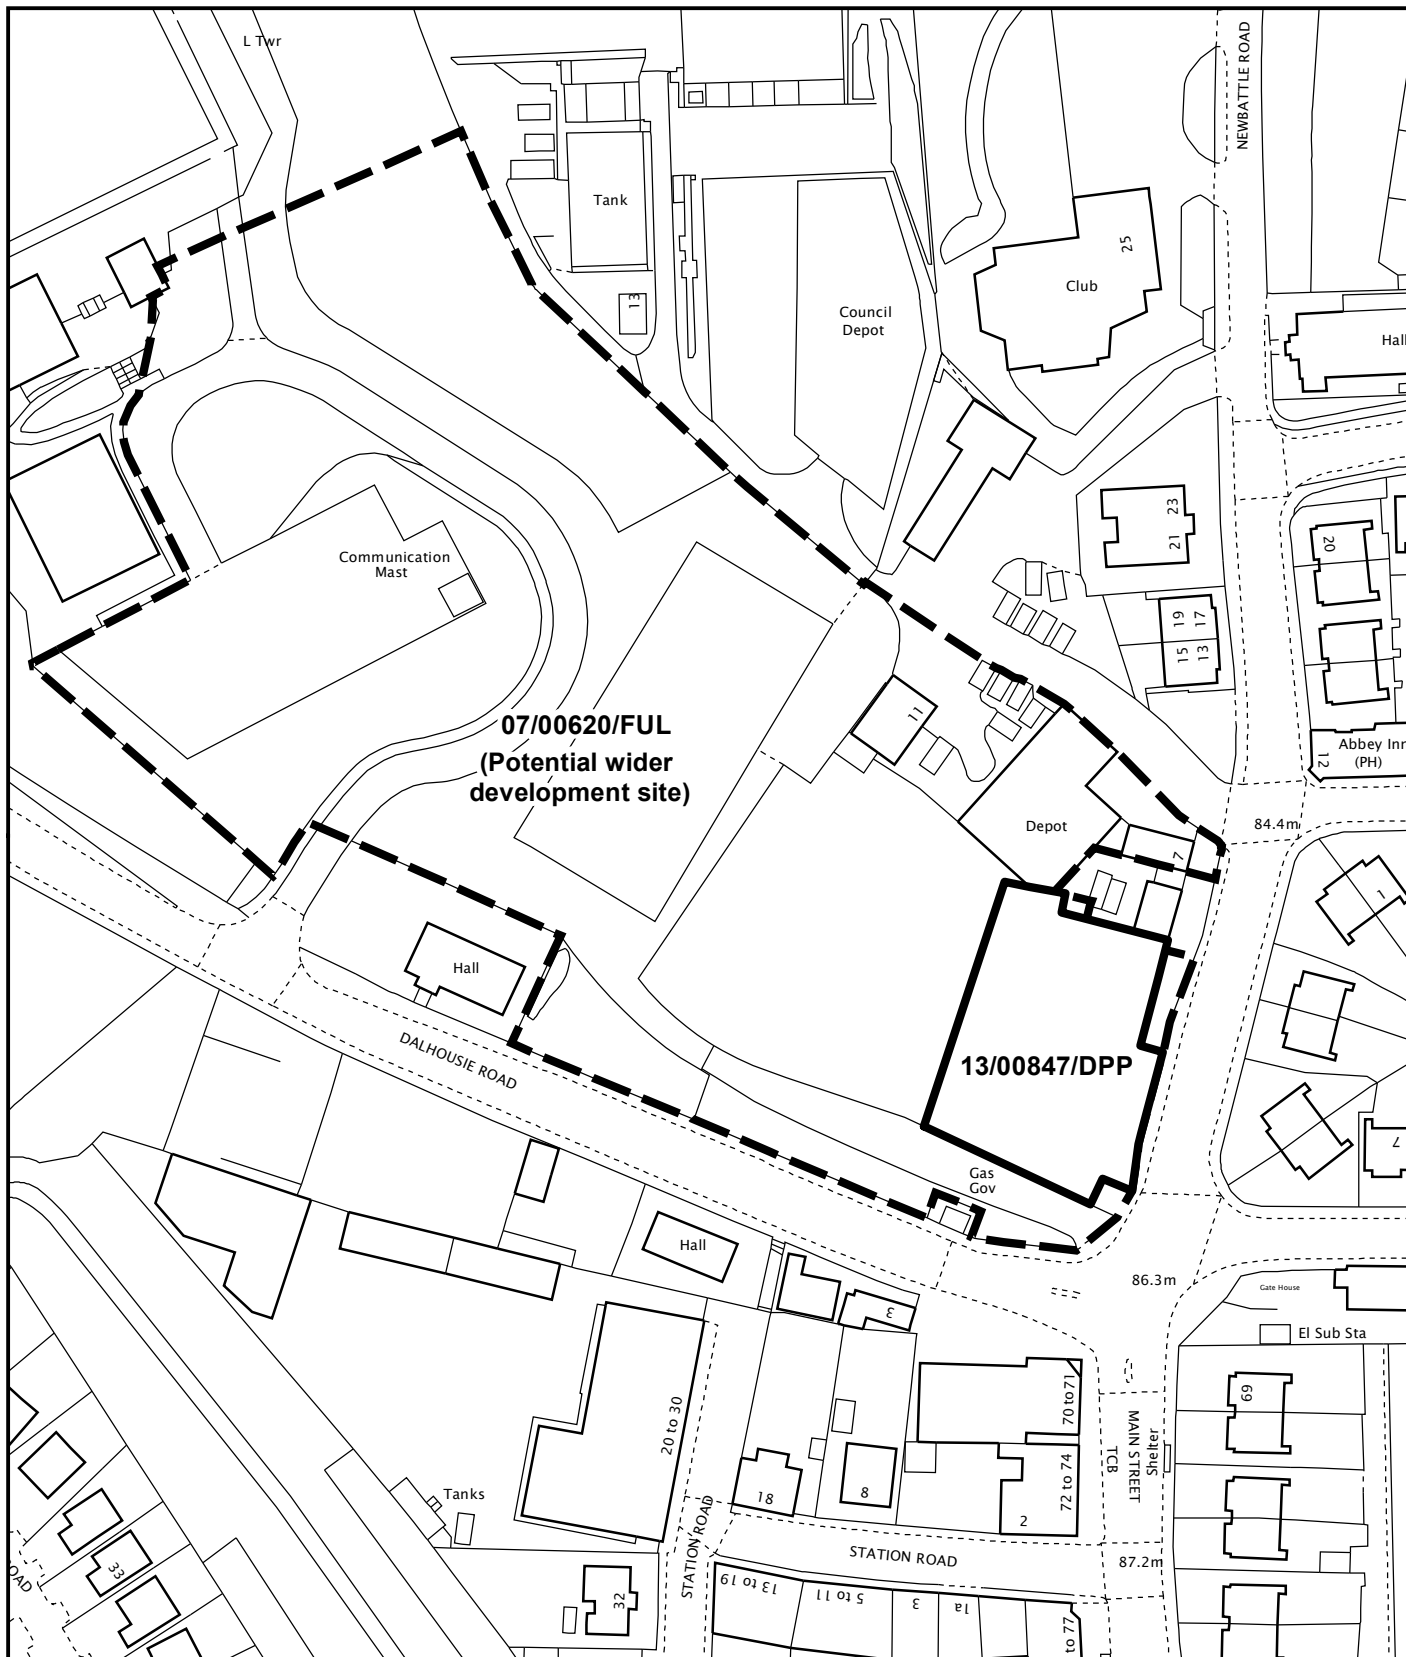 L Twr
NEWBATTLE ROAD
Tank
13
25
Club
Council
Depot
Hall
Communication
Mast
23
21
20
19
17
15
13
07/00620/FUL
(Potential wider
development site)
11
Abbey Inn
(PH)
12
Depot
84.4m
7
1
Hall
DALHOUSIE ROAD
13/00847/DPP
7
Gas
Gov
Hall
86.3m
Gate House
3
El Sub Sta
69
70 to 71
MAIN STREET
Shelter
TCB
20 to 30
72 to 74
Tanks
18
8
2
STATION ROAD
STATION ROAD
87.2m
33
OAD
32
13 to 19
5 to 11
3
1a
to 77